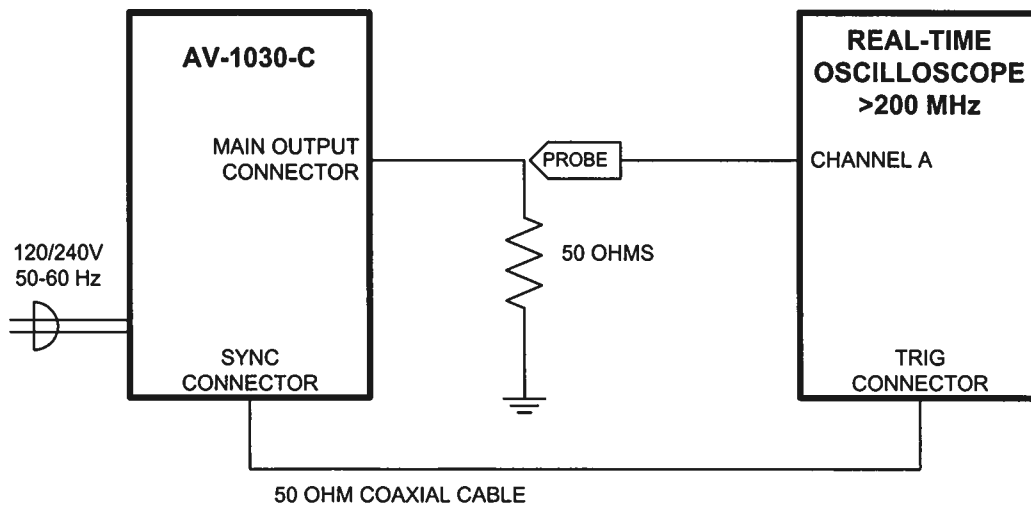 AV-1030-C
REAL-TIME
OSCILLOSCOPE
>200 MHz
MAIN OUTPUT
CONNECTOR
PROBE
CHANNEL A
120/240V
50-60 Hz
50 OHMS
SYNC
CONNECTOR
TRIG
CONNECTOR
50 OHM COAXIAL CABLE